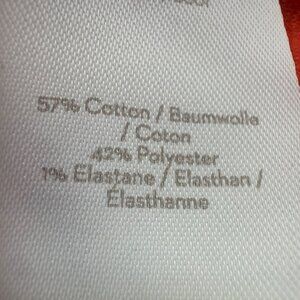 57% Cotton / Baumwolle
/ Coton
42% Polyester
1% Elastane / Elasthan /
Élasthanne